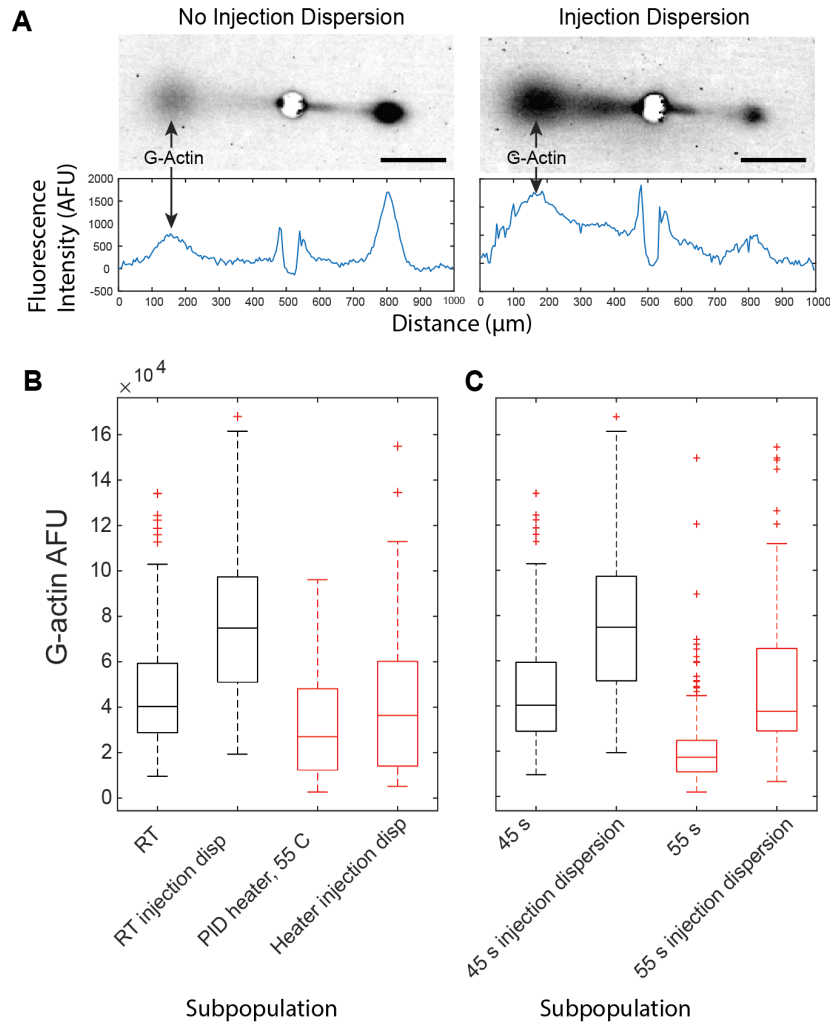 A
No Injection Dispersion
Injection Dispersion
G-Actin
G-Actin
Fluorescence
Intensity (AFU)
2000
1500
1000
500
0
-500
0 100 200 300 400 500 600 700 800 900 1000
0 100 200 300 400 500 600 700 800 900 1000
Distance (μm)
B
× 10 4
C
G-actin AFU
16
14
12
10
8
6
4
2
0
RT
RT injection disp
PID heater, 55 C
Heater injection disp
45 s
45 s injection dispersion
55 s
55 s injection dispersion
Subpopulation
Subpopulation